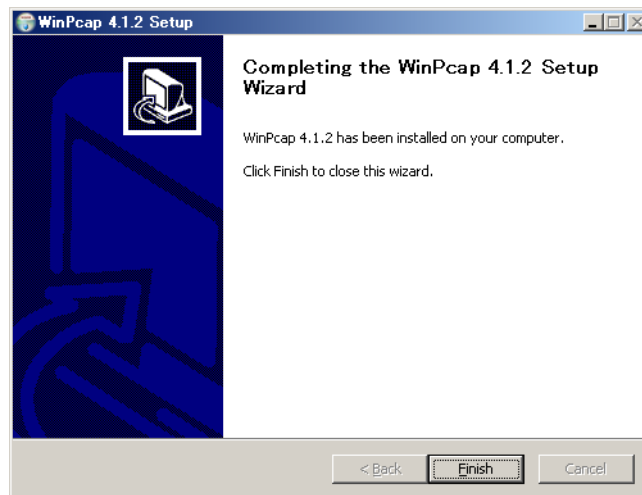 WinPcap 4.1.2 Setup
Completing the WinPcap 4.1.2 Setup
Wizard
WinPcap 4.1.2 has been installed on your computer.
Click Finish to close this wizard.
< Back
Finish
Cancel